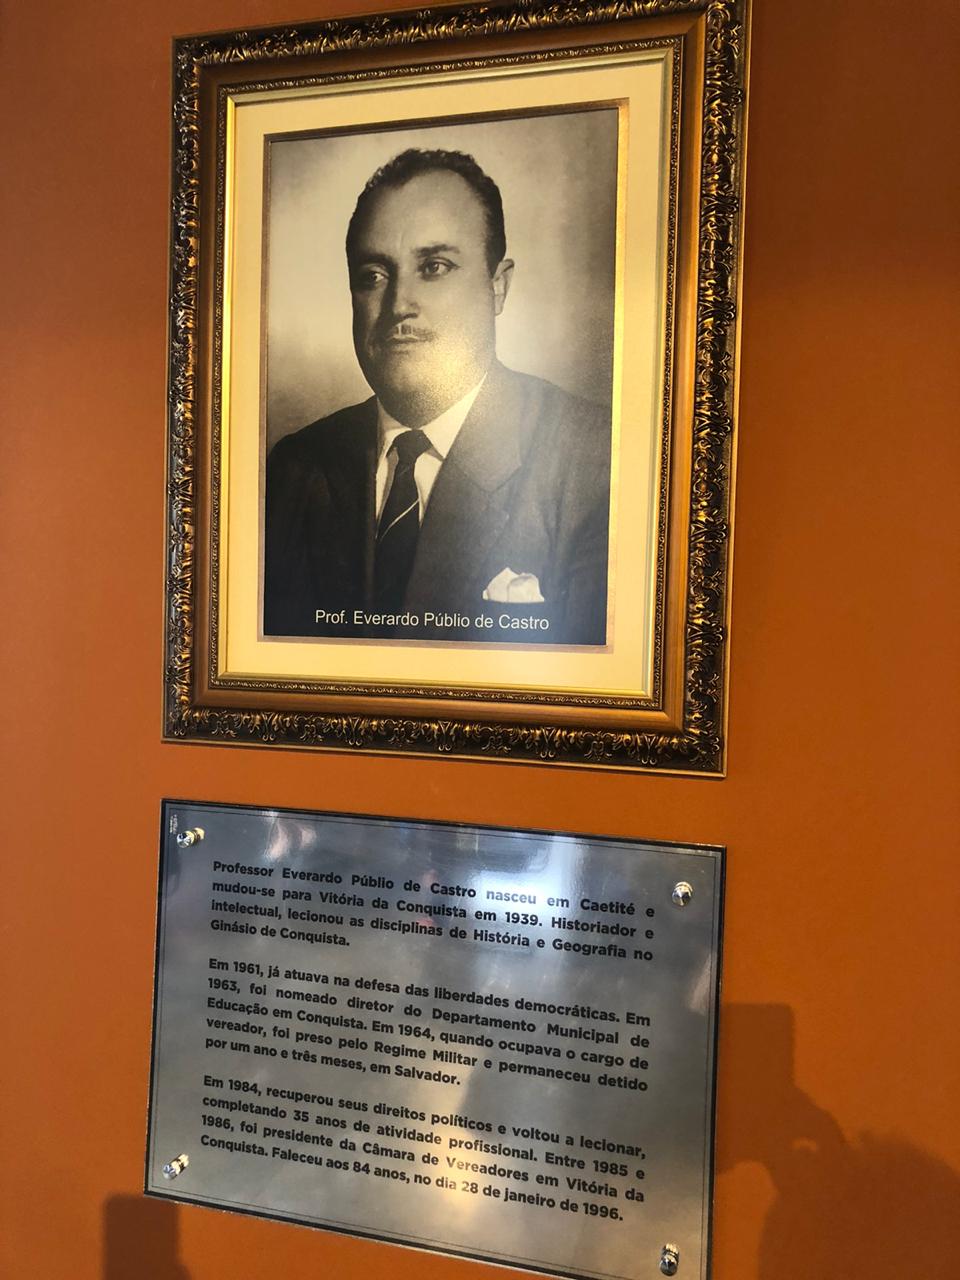 Prof. Everardo Públio de Castro
Professor Everardo Públio de Castro nasceu em Caetité e
mudou-se para Vitória da Conquista em 1939. Historiador e
intelectual, lecionou as disciplinas de História e Geografia no
Ginásio de Conquista.
Em 1961, já atuava na defesa das liberdades democráticas. Em
1963, foi nomeado diretor do Departamento Municipal de
Educação em Conquista. Em 1964, quando ocupava o cargo de
vereador, foi preso pelo Regime Militar e permaneceu detido
por um ano e três meses, em Salvador.
Em 1984, recuperou seus direitos políticos e voltou a lecionar,
completando 35 anos de atividade profissional. Entre 1985 e
1986, foi presidente da Câmara de Vereadores em Vitória da
Conquista. Faleceu aos 84 anos, no dia 28 de janeiro de 1996.